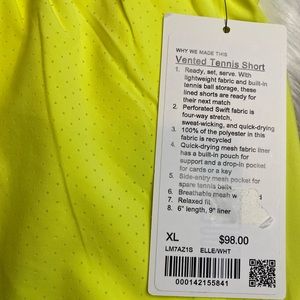 WHY WE MADE THIS
Vented Tennis Short
1. Ready, set, serve. With
lightweight fabric and built-in
tennis ball storage, these
lined shorts are ready for
their next match
2. Perforated Swift fabric is
four-way stretch,
sweat-wicking, and quick-drying
3. 100% of the polyester in this
fabric is recycled
4. Quick-drying mesh fabric liner
has a built-in pouch for
support and a drop-in pocket
for cards or a key
5. Side-entry mesh pocket for
spare tennis balls
6. Breathable mesh
7. Relaxed fit
8. 6" length, 9" liner
XL $98.00
LM7AZ1S ELLE/WHT
000142155841